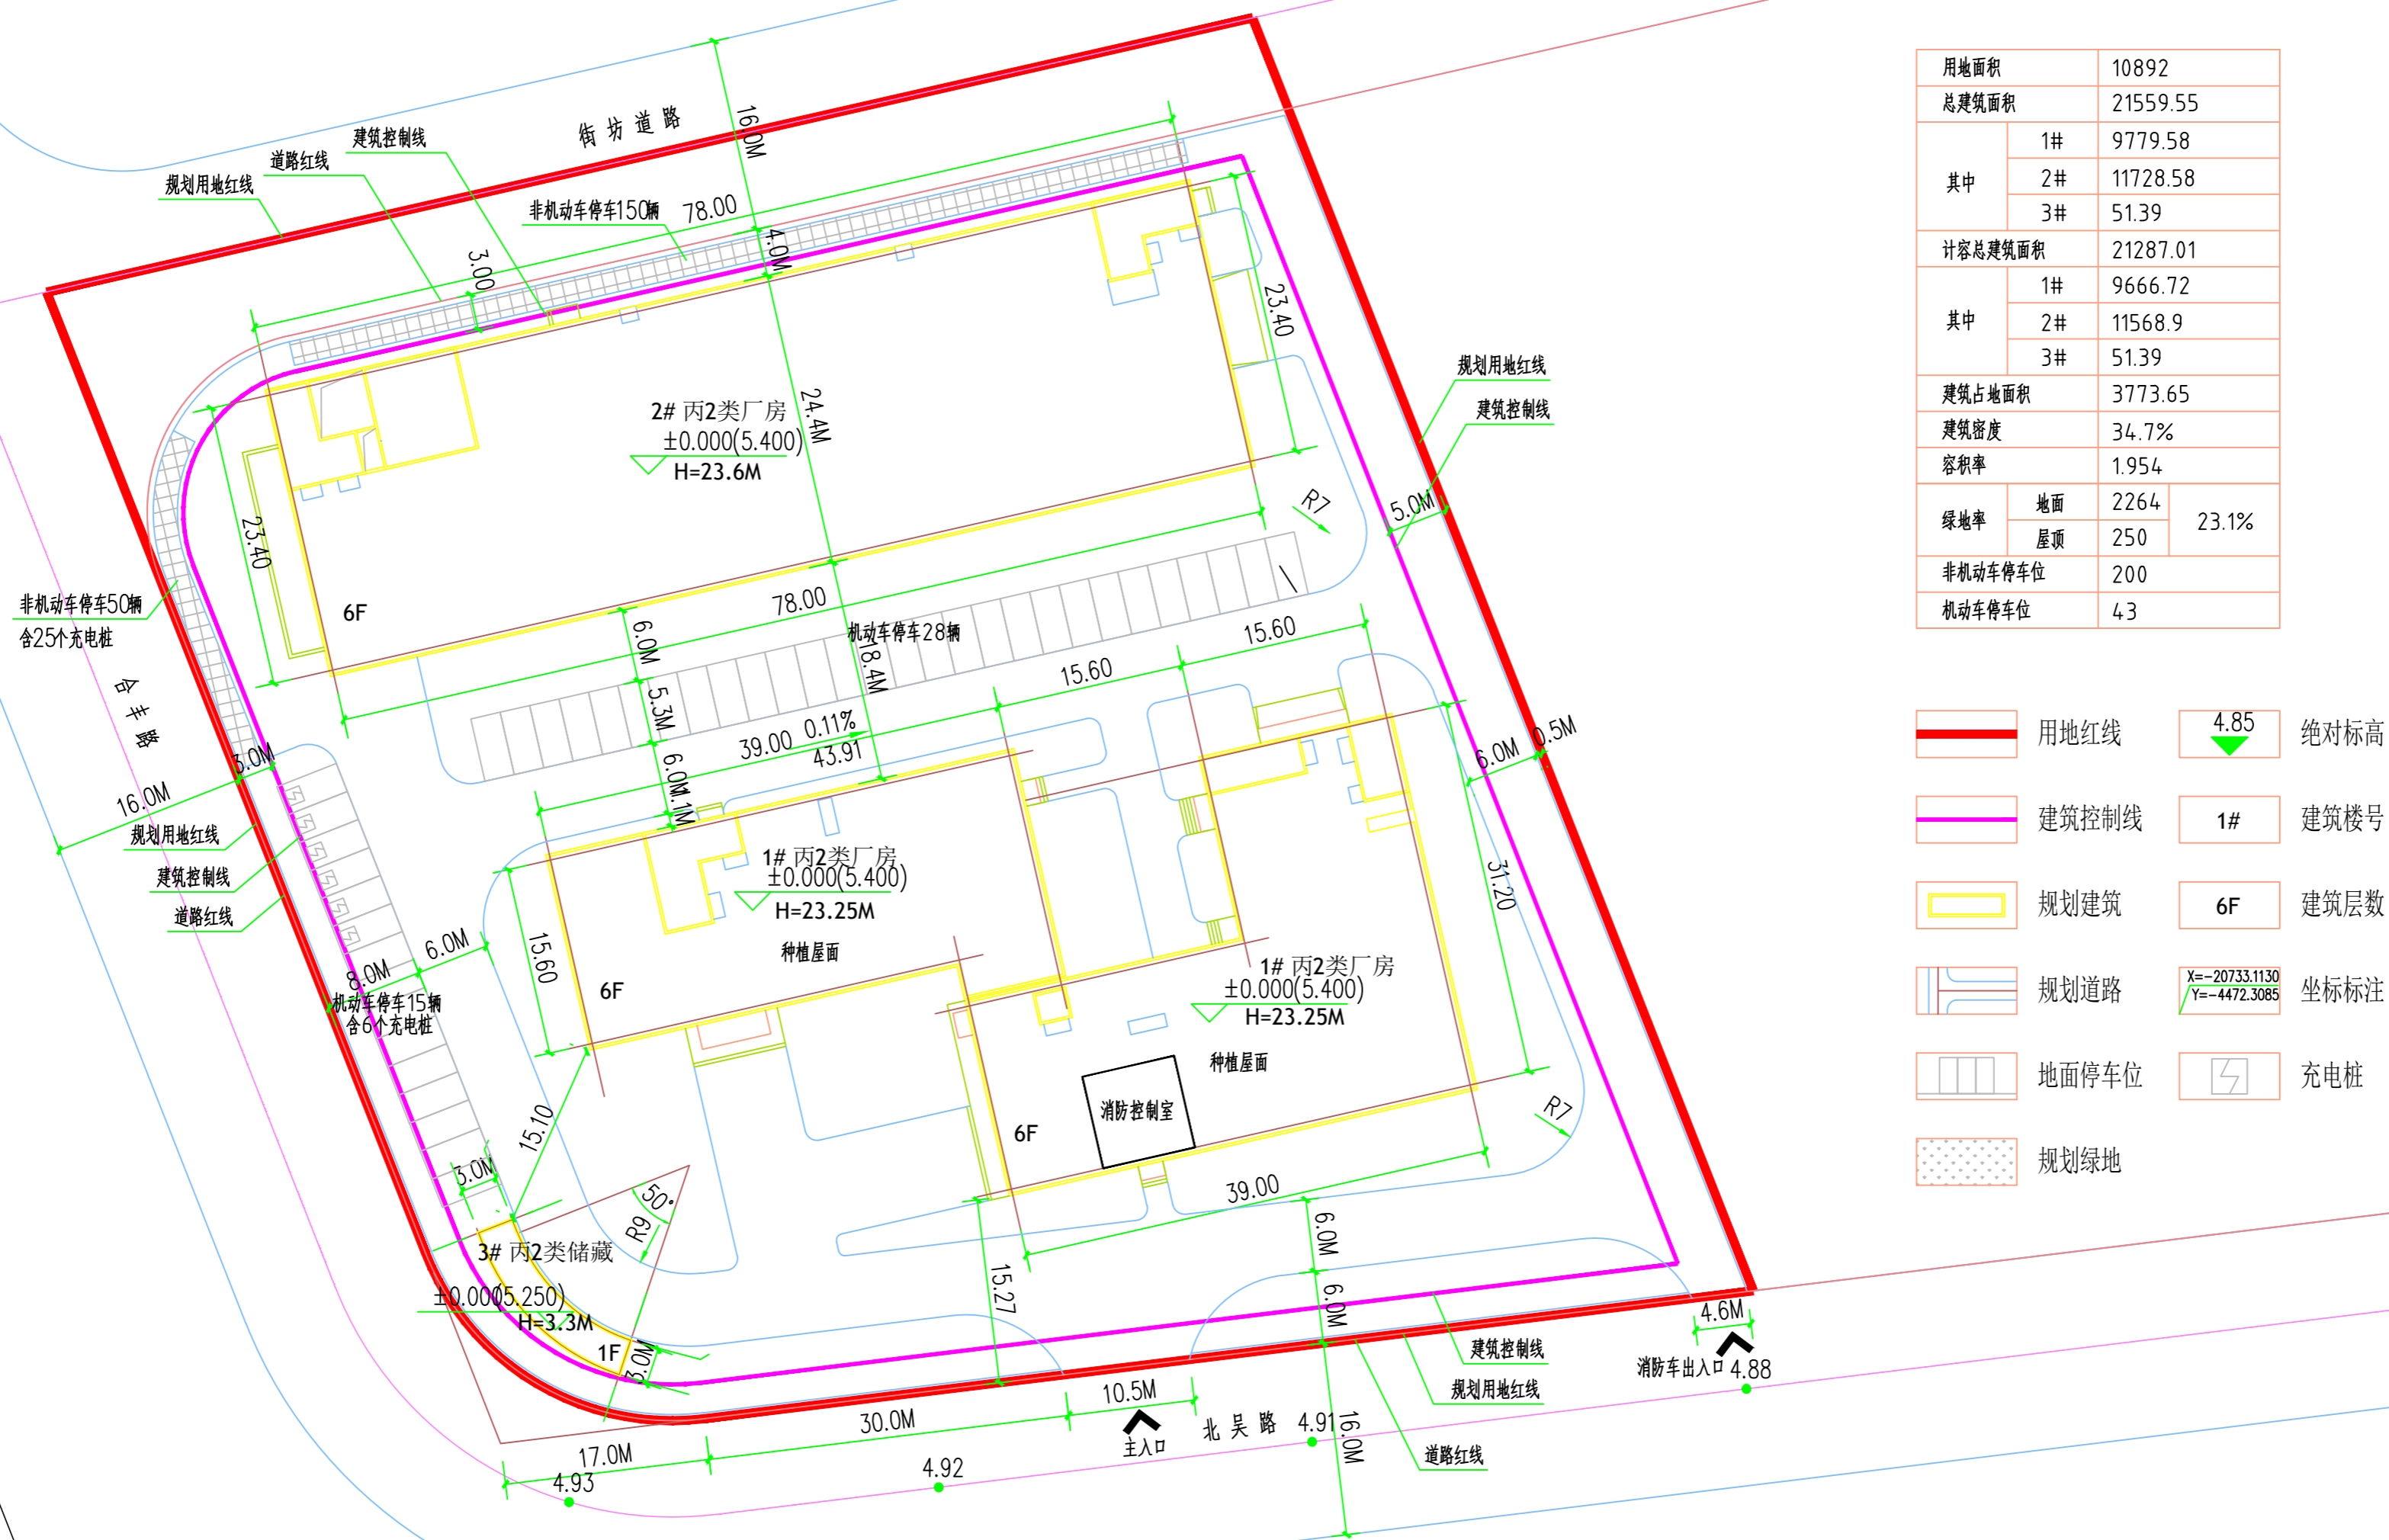 街坊道路
建筑控制线
道路红线
规划用地红线
非机动车停车150辆
16.0M
78.00
4.0M
3.00
23.40
24.4M
2# 丙2类厂房
±0.000(5.400)
H=23.6M
规划用地红线
建筑控制线
5.0M
R7
23.40
6F
78.00
非机动车停车50辆
含25个充电桩
合丰路
6.0M
机动车停车28辆
18.4M
15.60
15.60
5.3M
39.00
0.11%
43.91
6.0M
1.1M
6.0M
0.5M
3.0M
16.0M
规划用地红线
建筑控制线
道路红线
1# 丙2类厂房
±0.000(5.400)
H=23.25M
种植屋面
15.60
6F
31.20
6.0M
8.0M
机动车停车15辆
含6个充电桩
1# 丙2类厂房
±0.000(5.400)
H=23.25M
种植屋面
消防控制室
6F
R7
15.10
3.0M
50°
R9
39.00
3# 丙2类储藏
±0.000(5.250)
H=3.3M
1F
3.0M
15.27
6.0M
6.0M
4.6M
消防车出入口 4.88
建筑控制线
规划用地红线
道路红线
10.5M
主入口
北吴路
4.91
16.0M
30.0M
17.0M
4.93
4.92
用地面积 10892
总建筑面积 21559.55
其中
1# 9779.58
2# 11728.58
3# 51.39
计容总建筑面积 21287.01
其中
1# 9666.72
2# 11568.9
3# 51.39
建筑占地面积 3773.65
建筑密度 34.7%
容积率 1.954
绿地率
地面 2264
屋顶 250
23.1%
非机动车停车位 200
机动车停车位 43
用地红线
4.85 绝对标高
建筑控制线
1# 建筑楼号
规划建筑
6F 建筑层数
规划道路
X=-20733.1130
Y=-4472.3085
坐标标注
地面停车位
充电桩
规划绿地